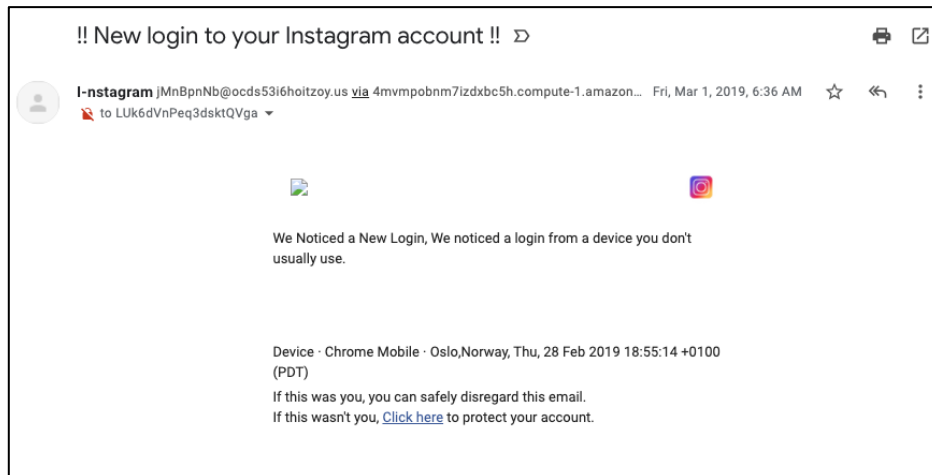 !! New login to your Instagram account !!
I-nstagram jMnBpnNb@ocds53i6hoitzoy.us via 4mvmpobnm7izdxbc5h.compute-1.amazon... Fri, Mar 1, 2019, 6:36 AM
to LUk6dVnPeq3dsktQVga
We Noticed a New Login, We noticed a login from a device you don't
usually use.
Device · Chrome Mobile · Oslo,Norway, Thu, 28 Feb 2019 18:55:14 +0100
(PDT)
If this was you, you can safely disregard this email.
If this wasn't you, Click here to protect your account.